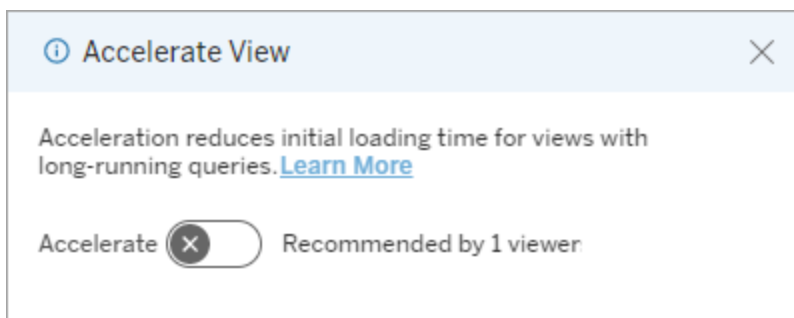 Accelerate View
Acceleration reduces initial loading time for views with
long-running queries. Learn More
Accelerate Recommended by 1 viewer